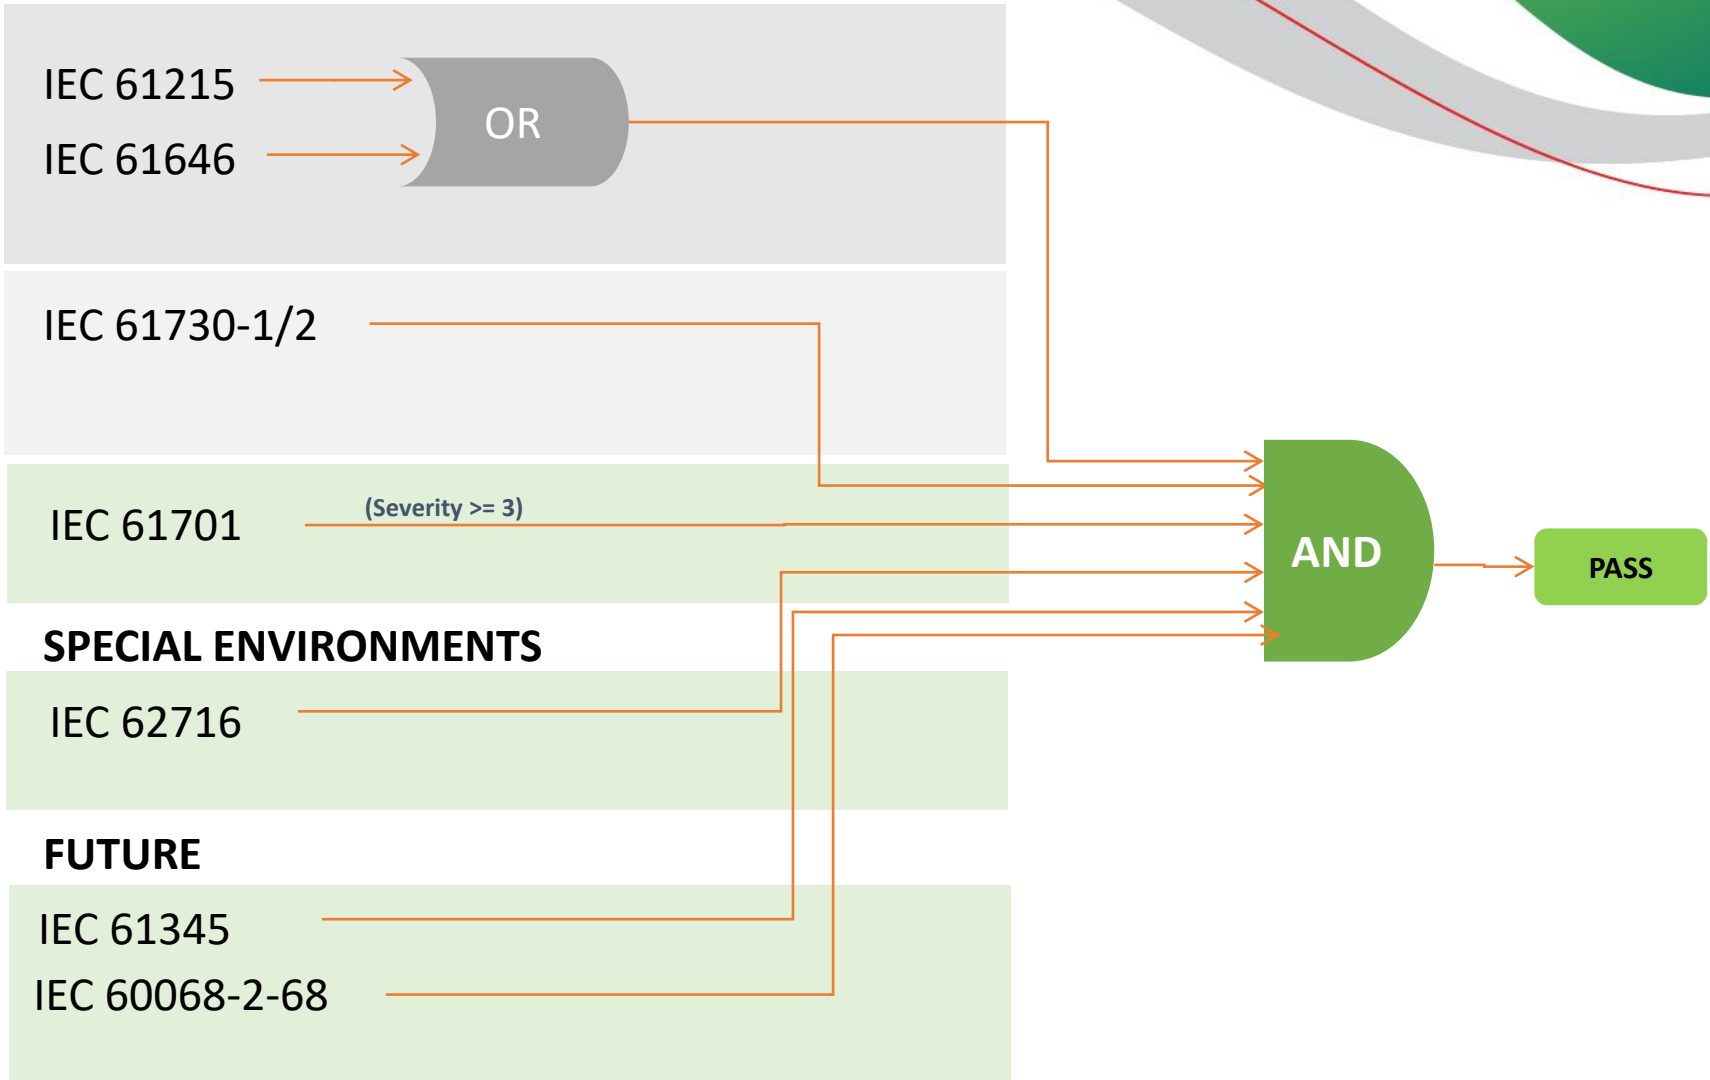 IEC 61215
IEC 61646
OR
IEC 61730-1/2
IEC 61701
(Severity >= 3)
AND
PASS
SPECIAL ENVIRONMENTS
IEC 62716
FUTURE
IEC 61345
IEC 60068-2-68